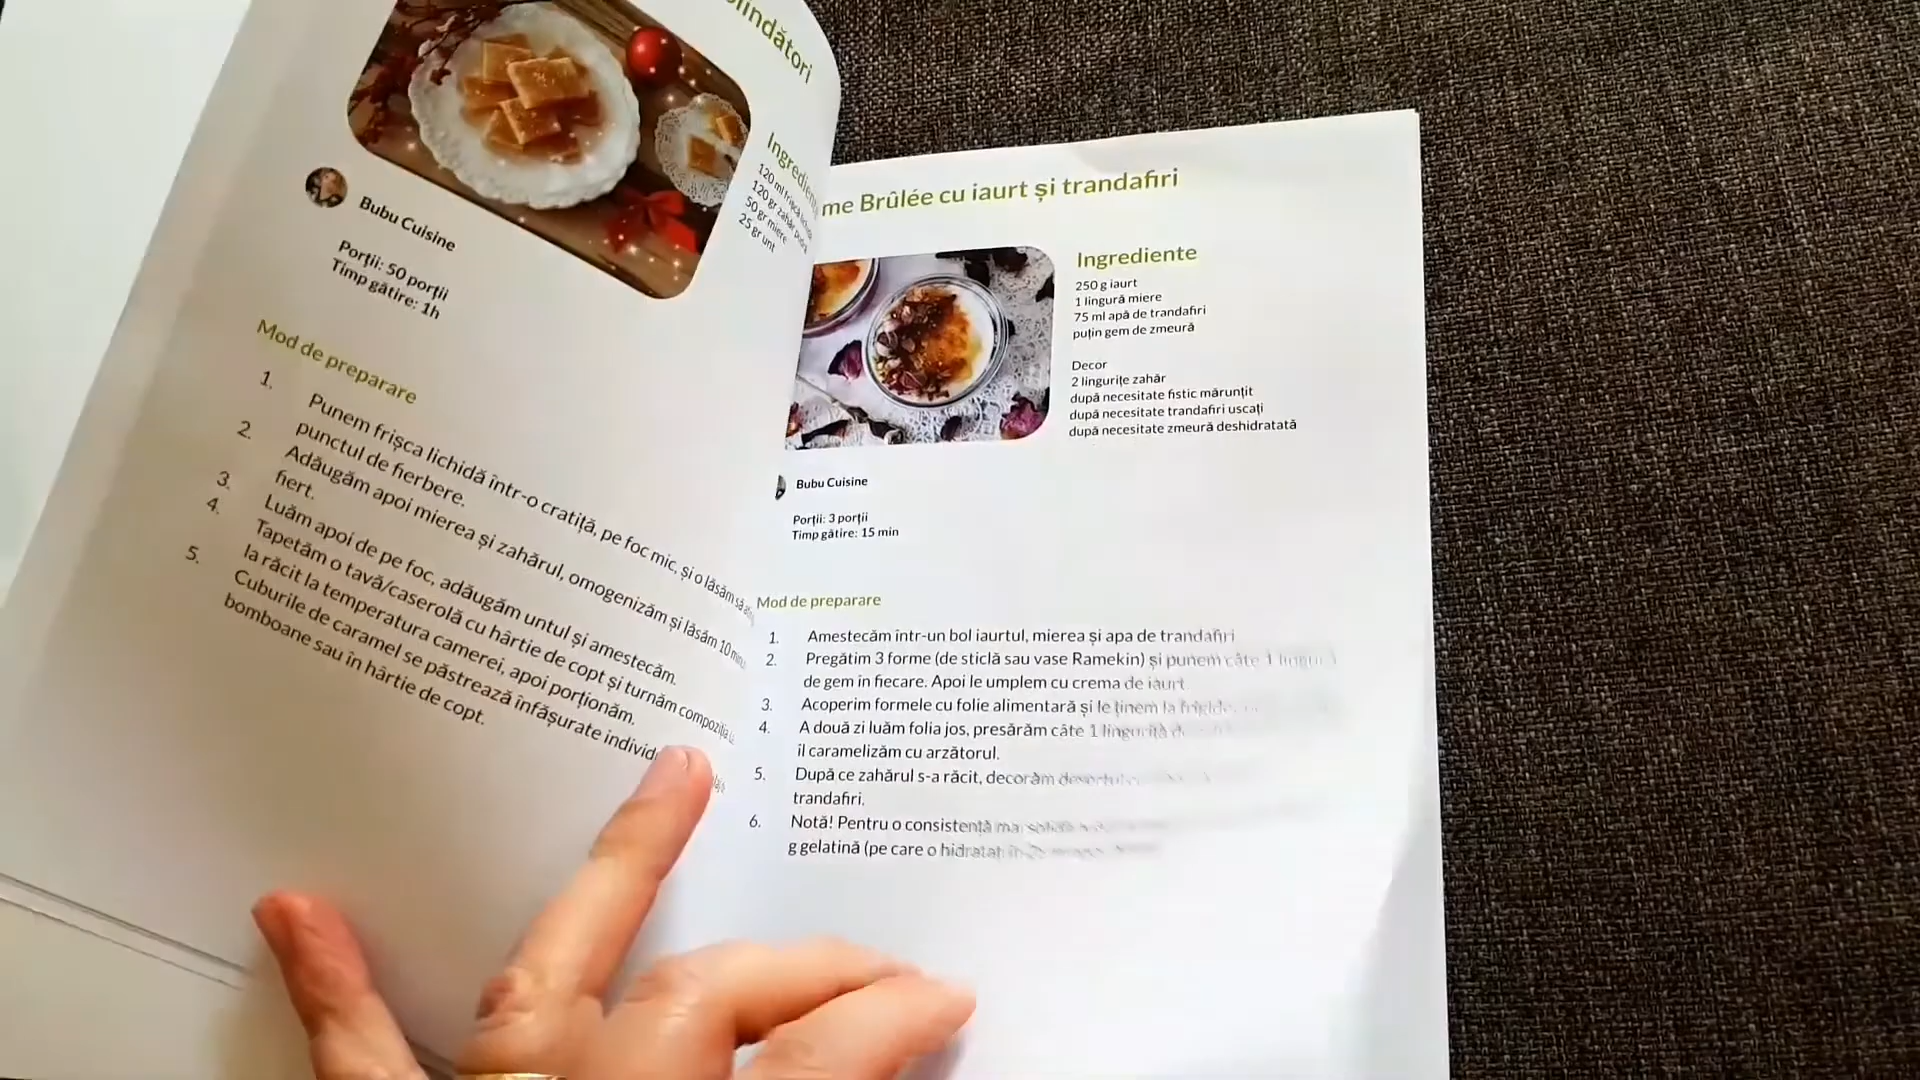 Ingrediente
120 ml frișcă lichidă
120 gr zahăr
50 gr miere
25 gr unt
Bubu Cuisine
Porții: 50 porții
Timp gătire: 1h
Mod de preparare
1. Punem frișca lichidă într-o cratiță, pe foc mic, și o lăsăm să
punctul de fierbere.
2. Adăugăm apoi mierea și zahărul, omogenizăm și lăsăm 10
fiert.
3. Luăm apoi de pe foc, adăugăm untul și amestecăm.
4. Tapetăm o tavă/caserolă cu hârtie de copt și turnăm compoziția
la răcit la temperatura camerei, apoi porționăm.
5. Cuburile de caramel se păstrează înfășurate
bomboane sau în hârtie de copt.
me Brûlée cu iaurt și trandafiri
Ingrediente
250 g iaurt
1 lingură miere
75 ml apă de trandafiri
puțin gem de zmeură
Decor
2 lingurițe zahăr
după necesitate fistic mărunțit
după necesitate trandafiri uscați
după necesitate zmeură deshidratată
Bubu Cuisine
Porții: 3 porții
Timp gătire: 15 min
Mod de preparare
1. Amestecăm într-un bol iaurtul, mierea și apa de trandafiri
2. Pregătim 3 forme (de sticlă sau vase Ramekin) și punem câte 1 lingură
de gem în fiecare. Apoi le umplem cu crema de iaurt.
3. Acoperim formele cu folie alimentară și le ținem la
4. A două zi luăm folia jos, presărăm câte 1 linguriță
il caramelizăm cu arzătorul.
5. După ce zahărul s-a răcit, decorăm
trandafiri.
6. Notă! Pentru o consistență mai
g gelatină (pe care o hidratați